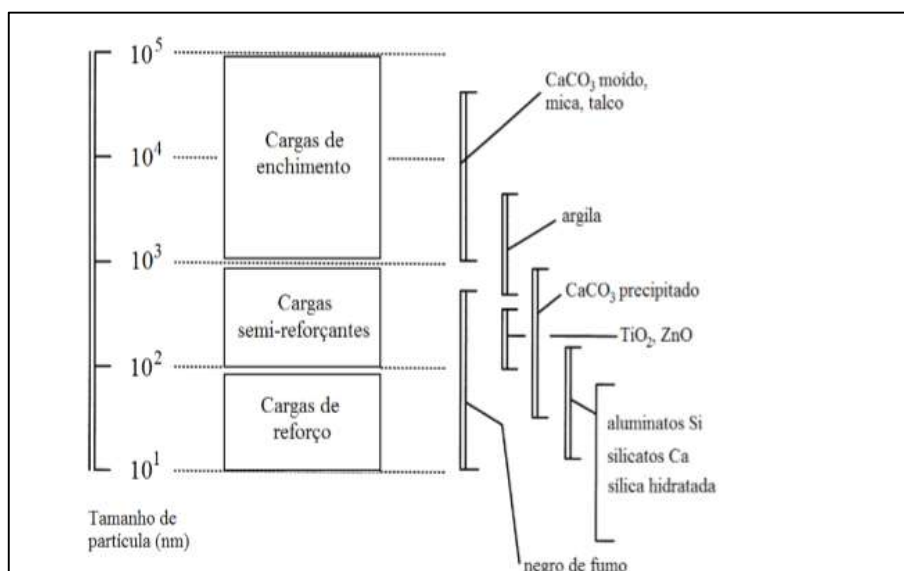 10⁵
10⁴
10³
10²
10¹
Tamanho de
partícula (nm)
Cargas de
enchimento
Cargas
semi-reforçantes
Cargas de
reforço
CaCO₃ moído,
mica, talco
argila
CaCO₃ precipitado
TiO₂, ZnO
aluminatos Si
silicatos Ca
sílica hidratada
negro de fumo